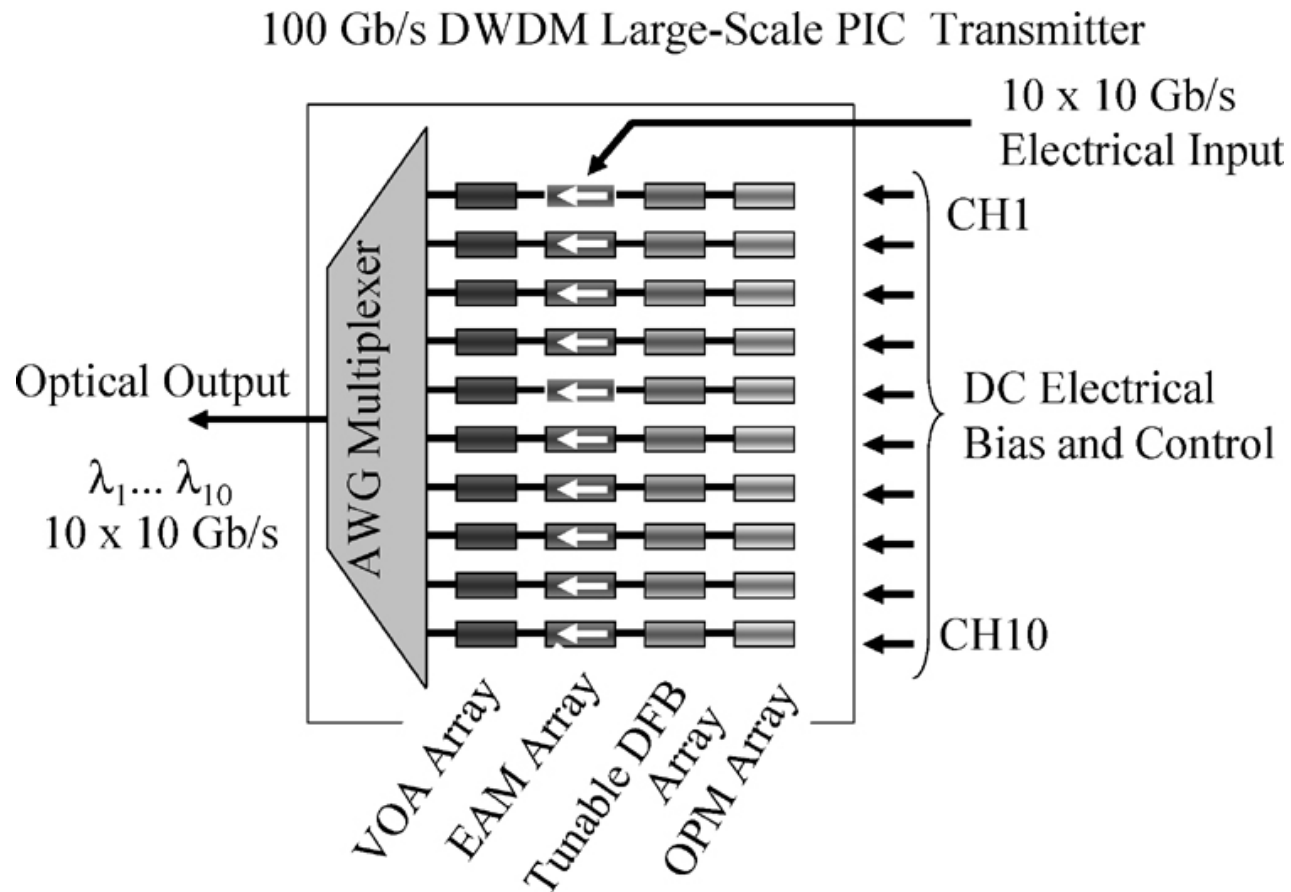 100 Gb/s DWDM Large-Scale PIC Transmitter
10 x 10 Gb/s
Electrical Input
CH1
AWG Multiplexer
Optical Output
λ1... λ10
10 x 10 Gb/s
DC Electrical
Bias and Control
CH10
VOA Array
EAM Array
Tunable DFB
Array
OPM Array